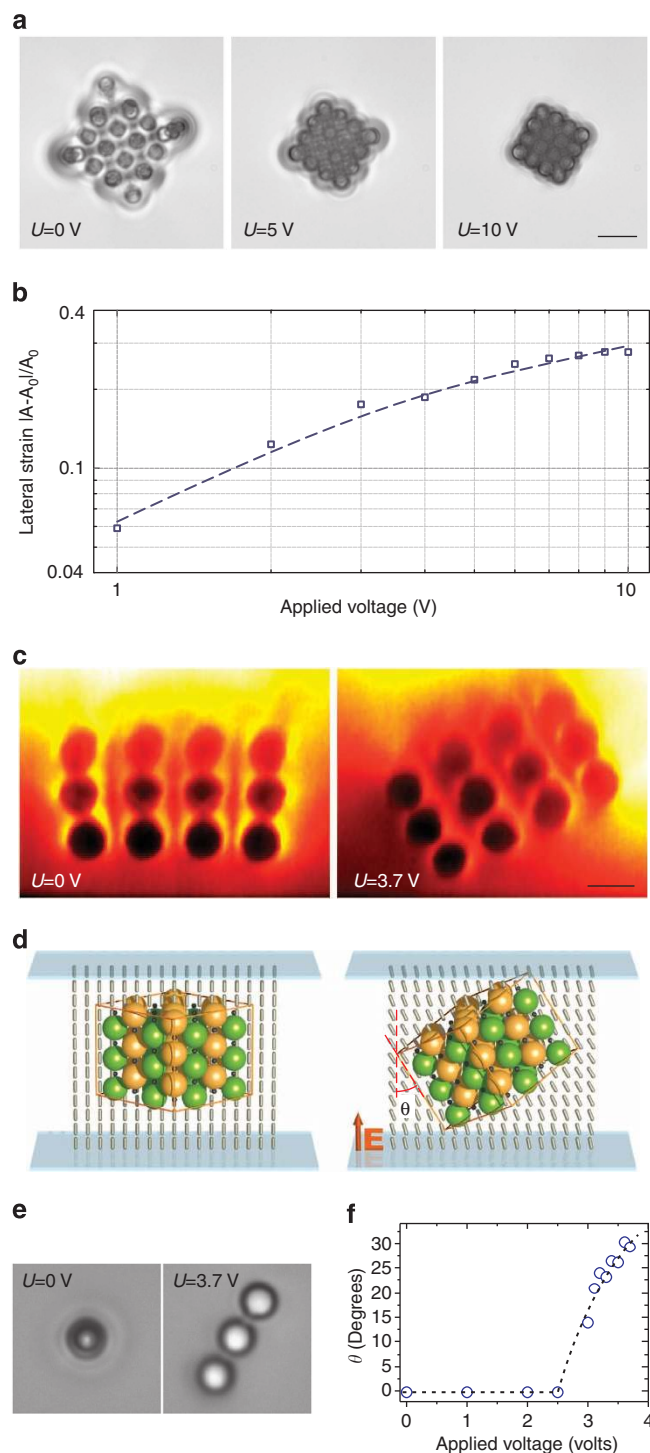 a
U=0 V
U=5 V
U=10 V
b
0.4
0.1
0.04
Lateral strain |A-A0|/A0
1
10
Applied voltage (V)
c
U=0 V
U=3.7 V
d
θ
E
e
U=0 V
U=3.7 V
f
30
25
20
15
10
5
0
θ (Degrees)
0
1
2
3
Applied voltage (volts)